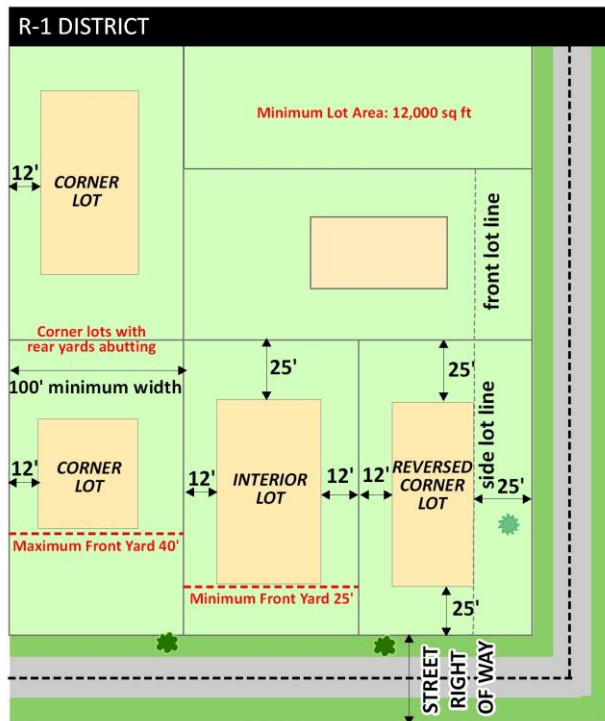 R-1 DISTRICT
Minimum Lot Area: 12,000 sq ft
12'
CORNER
LOT
front lot line
Corner lots with
rear yards abutting
100' minimum width
25'
25'
side lot line
12'
CORNER
LOT
12'
INTERIOR
LOT
12'
12'
REVERSED
CORNER
LOT
25'
Maximum Front Yard 40'
Minimum Front Yard 25'
25'
STREET
RIGHT
OF WAY